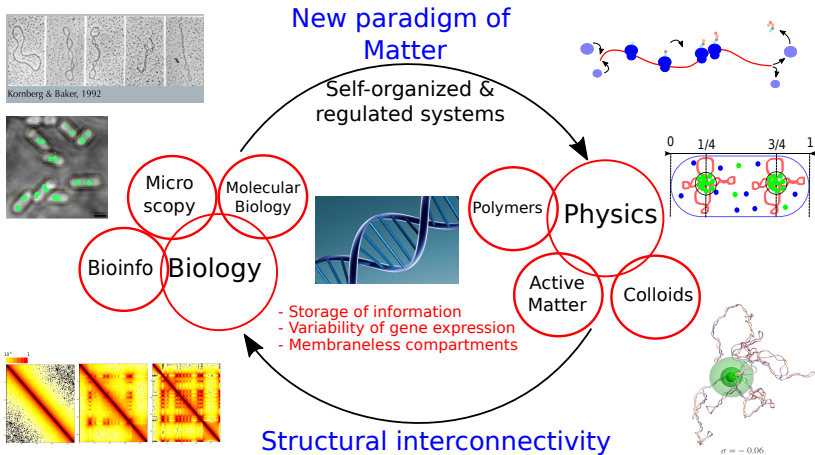 New paradigm of
Matter
Self-organized &
regulated systems
Kornberg & Baker, 1992
0
1/4
3/4
1
Micro
scopy
Molecular
Biology
Bioinfo
Biology
Polymers
Physics
Active
Matter
Colloids
- Storage of information
- Variability of gene expression
- Membraneless compartments
1
Structural interconnectivity
σ = − 0.06